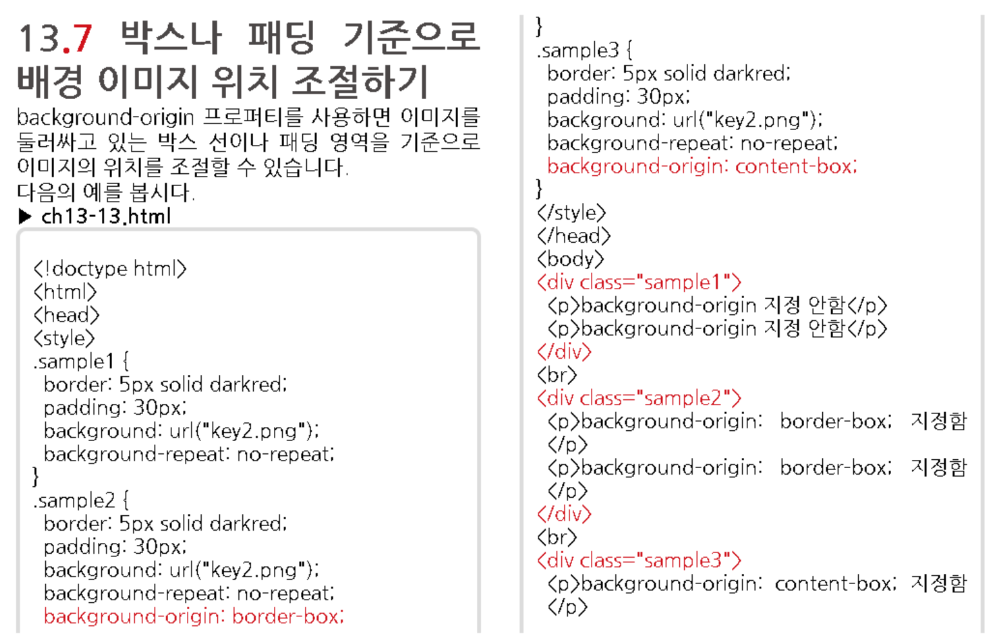 13.7 박스나 패딩 기준으로
배경 이미지 위치 조절하기
background-origin 프로퍼티를 사용하면 이미지를
둘러싸고 있는 박스 선이나 패딩 영역을 기준으로
이미지의 위치를 조절할 수 있습니다.
다음의 예를 봅시다.
▶ ch13-13.html
<!doctype html>
<html>
<head>
<style>
.sample1 {
border: 5px solid darkred;
padding: 30px;
background: url("key2.png");
background-repeat: no-repeat;
}
.sample2 {
border: 5px solid darkred;
padding: 30px;
background: url("key2.png");
background-repeat: no-repeat;
background-origin: border-box;
}
.sample3 {
border: 5px solid darkred;
padding: 30px;
background: url("key2.png");
background-repeat: no-repeat;
background-origin: content-box;
}
</style>
</head>
<body>
<div class="sample1">
<p>background-origin 지정 안함</p>
<p>background-origin 지정 안함</p>
</div>
<br>
<div class="sample2">
<p>background-origin: border-box; 지정함
</p>
<p>background-origin: border-box; 지정함
</p>
</div>
<br>
<div class="sample3">
<p>background-origin: content-box; 지정함
</p>